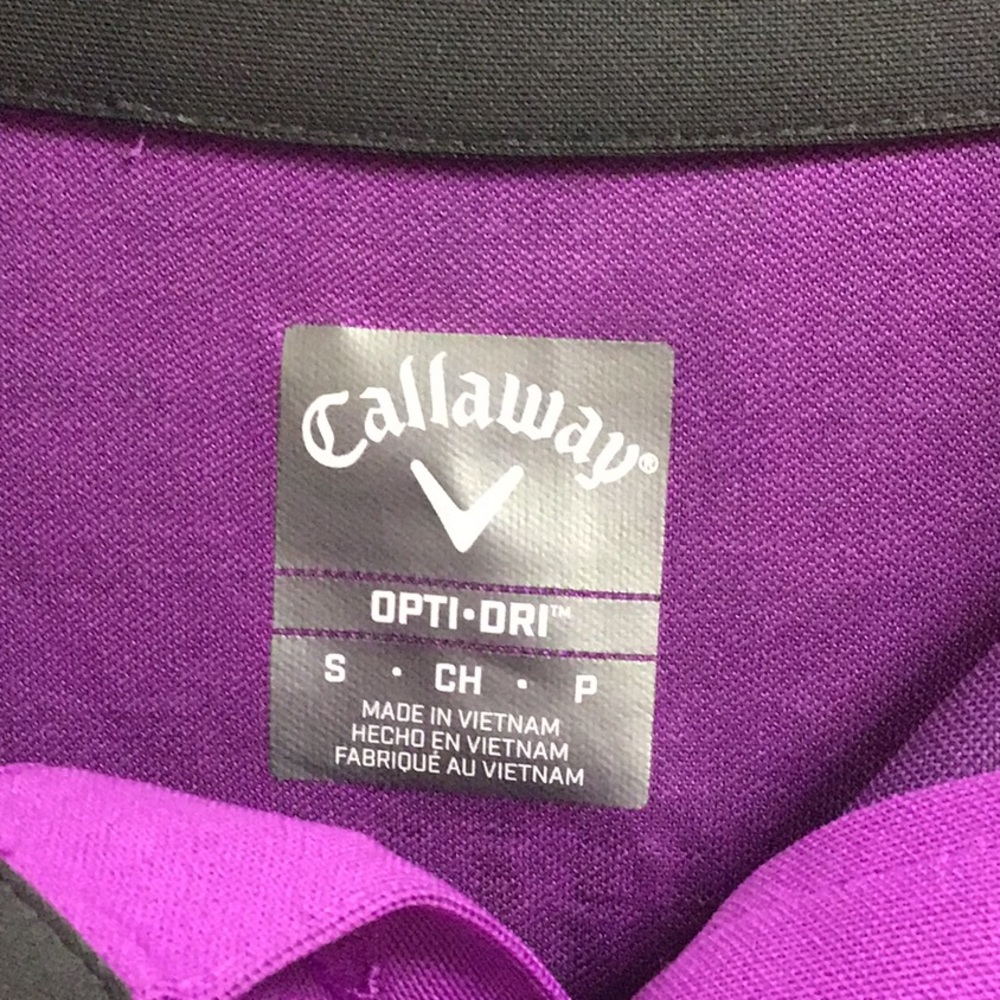 Callaway®
OPTI•DRI™
S • CH • P
MADE IN VIETNAM
HECHO EN VIETNAM
FABRIQUÉ AU VIETNAM